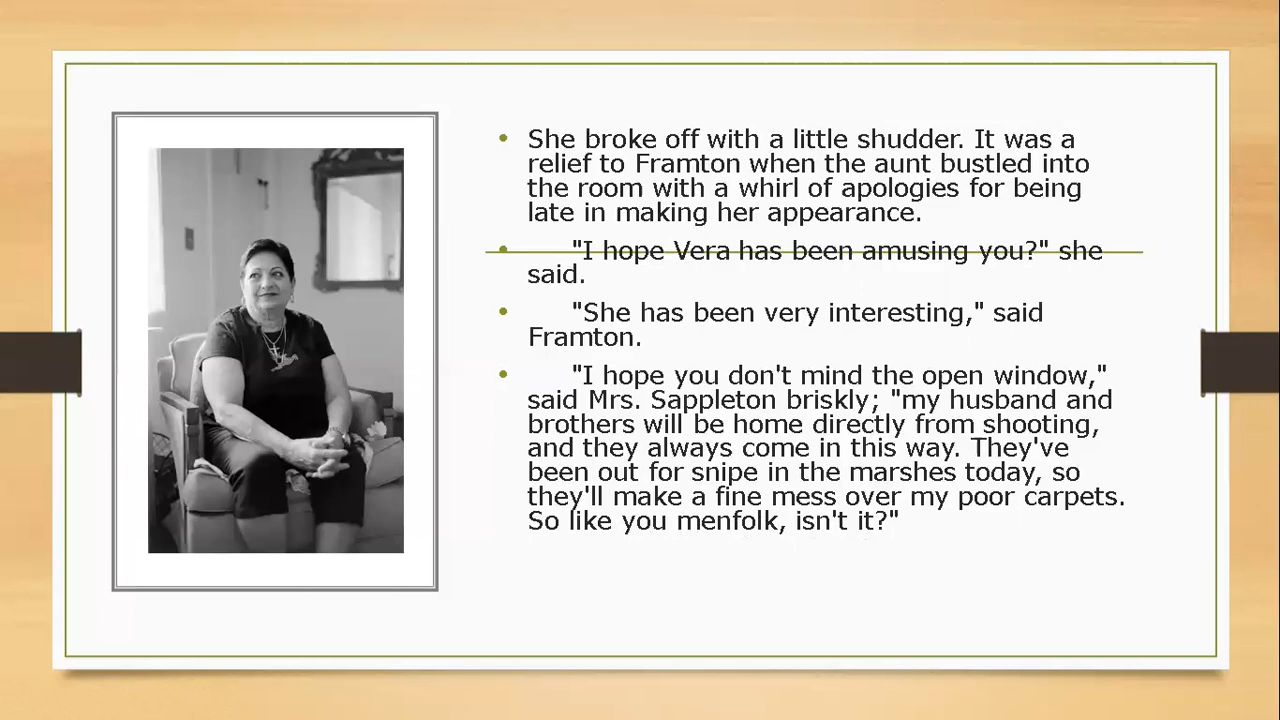 • She broke off with a little shudder. It was a
relief to Framton when the aunt bustled into
the room with a whirl of apologies for being
late in making her appearance.
• "I hope Vera has been amusing you?" she
said.
• "She has been very interesting," said
Framton.
• "I hope you don't mind the open window,"
said Mrs. Sappleton briskly; "my husband and
brothers will be home directly from shooting,
and they always come in this way. They've
been out for snipe in the marshes today, so
they'll make a fine mess over my poor carpets.
So like you menfolk, isn't it?"